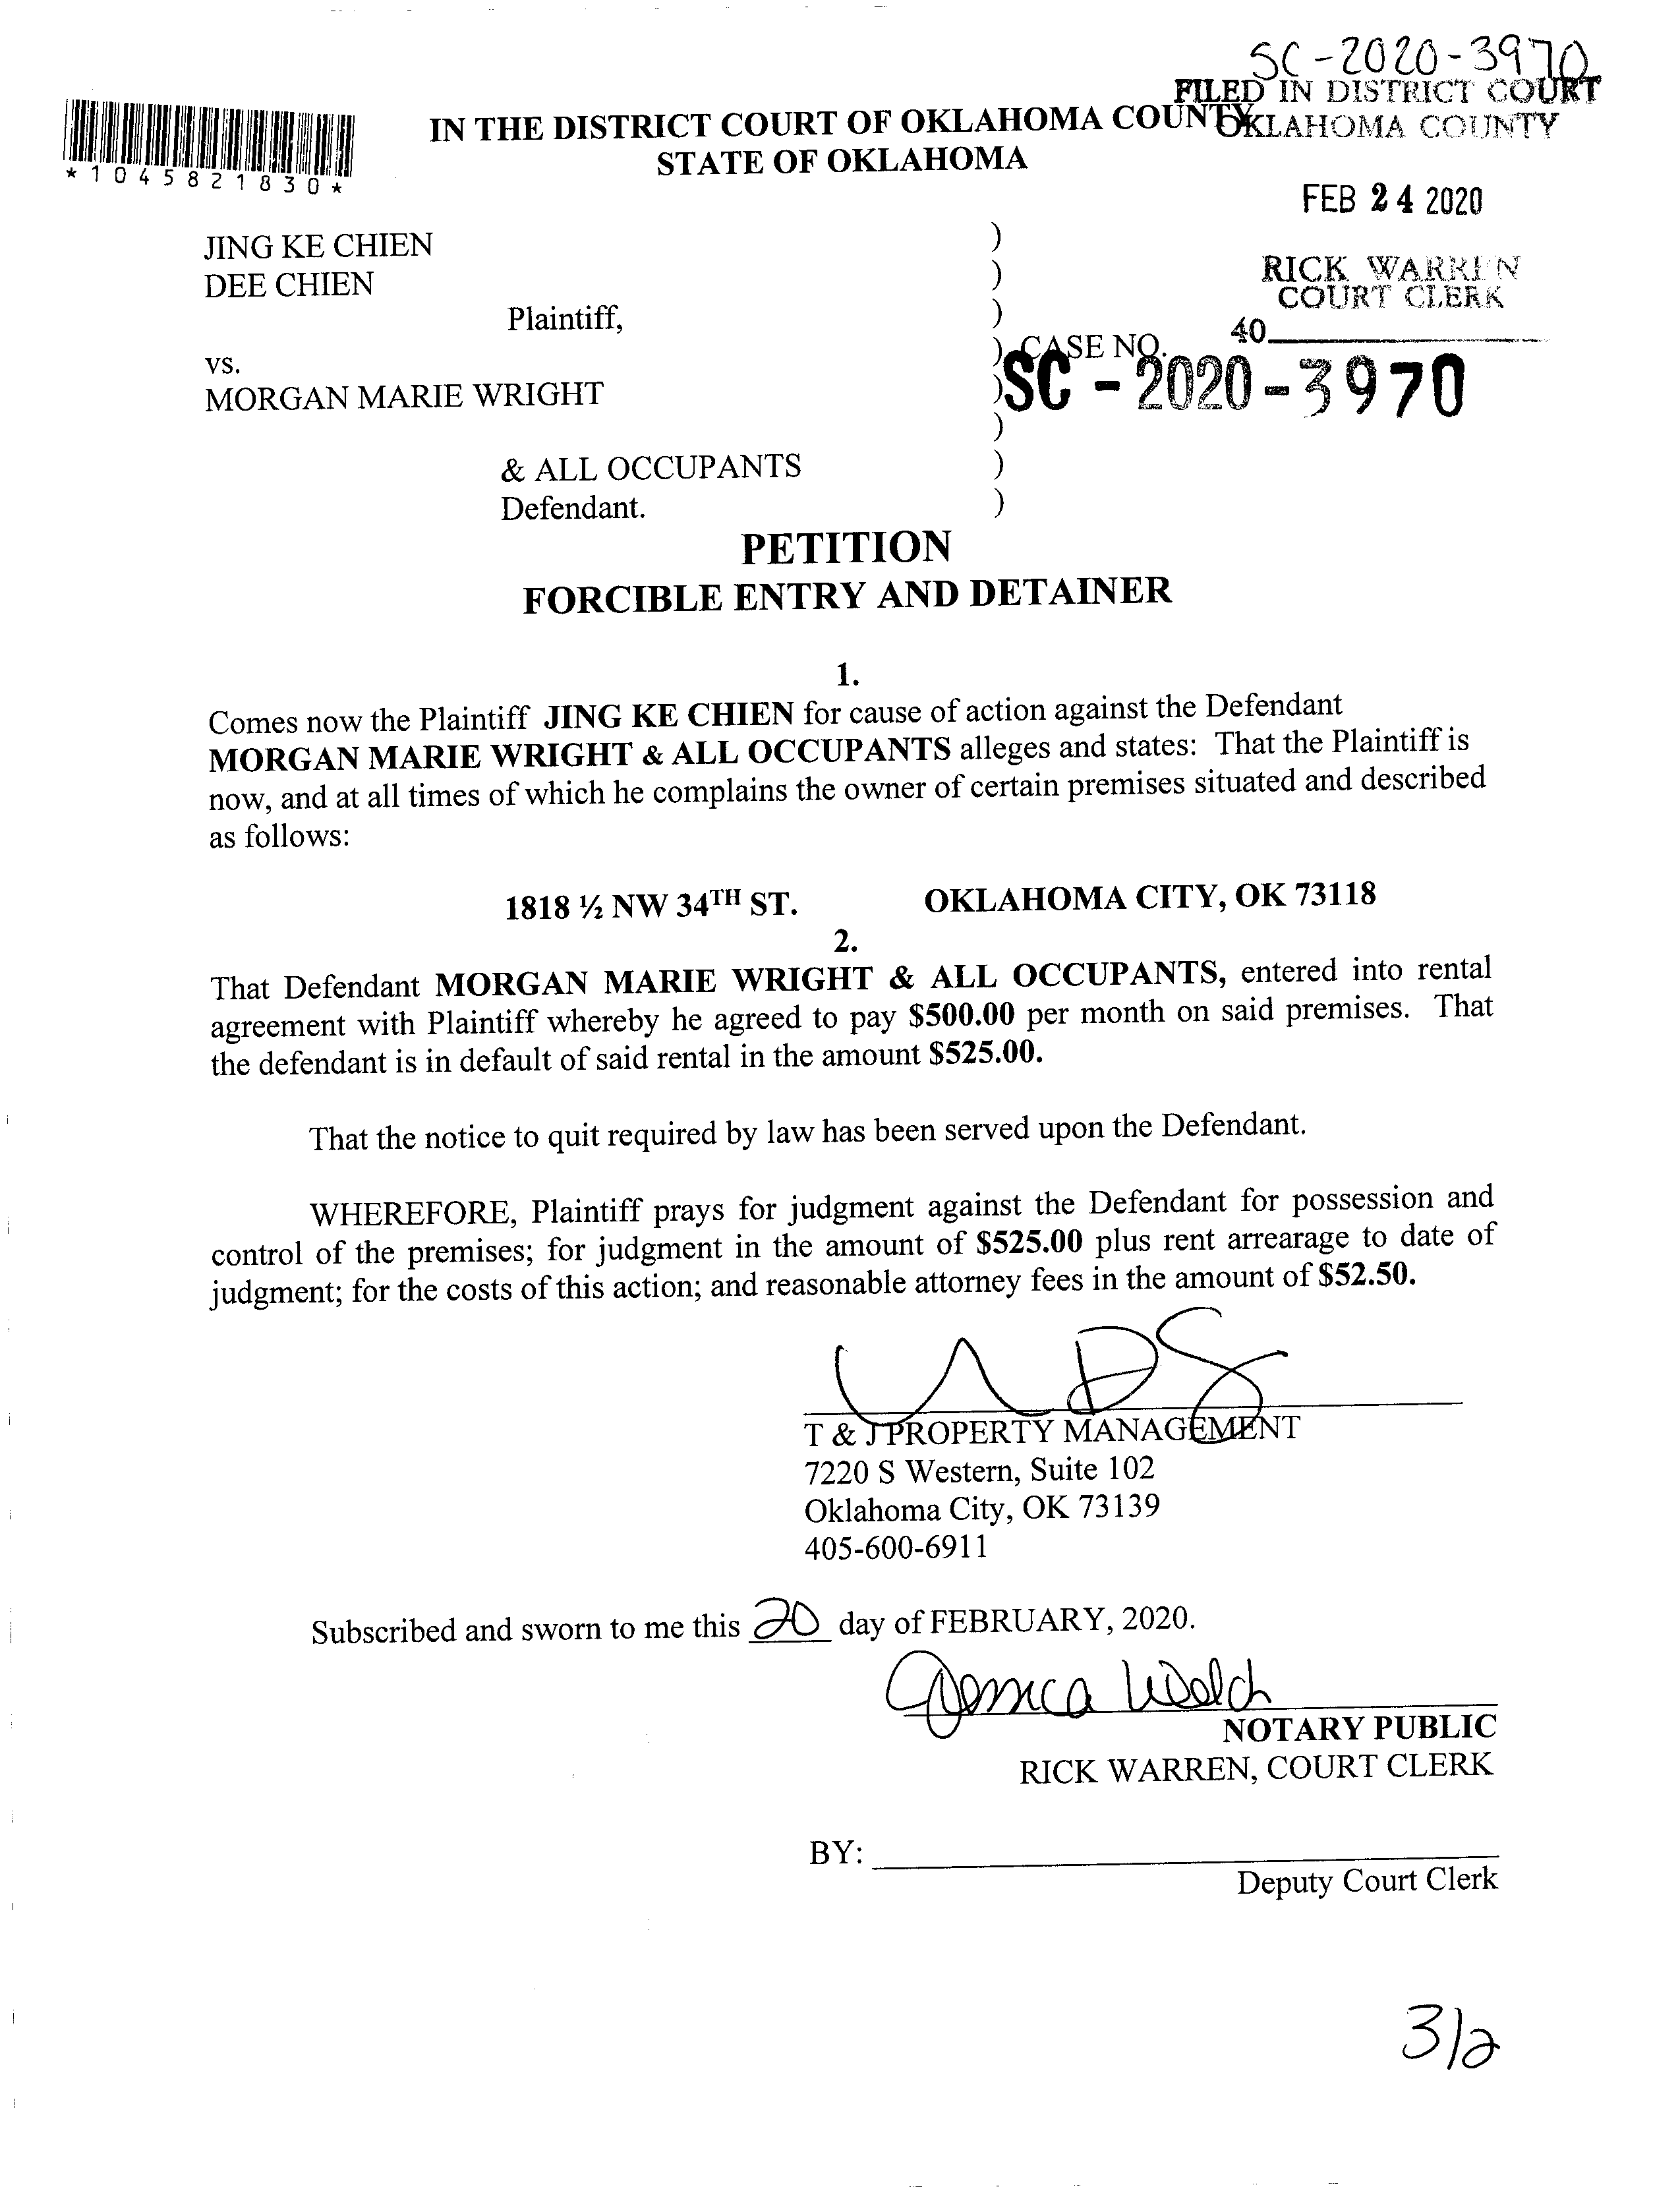 SC-2020-3970
FILED IN DISTRICT COURT
OKLAHOMA COUNTY
IN THE DISTRICT COURT OF OKLAHOMA COUNTY
STATE OF OKLAHOMA
*1045821830*
FEB 24 2020
RICK WARREN
COURT CLERK
40
JING KE CHIEN )
DEE CHIEN )
Plaintiff, )
vs. ) CASE NO.
SC-2020-3970
MORGAN MARIE WRIGHT )
)
& ALL OCCUPANTS )
Defendant. )
PETITION
FORCIBLE ENTRY AND DETAINER
1.
Comes now the Plaintiff JING KE CHIEN for cause of action against the Defendant
MORGAN MARIE WRIGHT & ALL OCCUPANTS alleges and states: That the Plaintiff is
now, and at all times of which he complains the owner of certain premises situated and described
as follows:
1818 ½ NW 34TH ST. OKLAHOMA CITY, OK 73118
2.
That Defendant MORGAN MARIE WRIGHT & ALL OCCUPANTS, entered into rental
agreement with Plaintiff whereby he agreed to pay $500.00 per month on said premises. That
the defendant is in default of said rental in the amount $525.00.
That the notice to quit required by law has been served upon the Defendant.
WHEREFORE, Plaintiff prays for judgment against the Defendant for possession and
control of the premises; for judgment in the amount of $525.00 plus rent arrearage to date of
judgment; for the costs of this action; and reasonable attorney fees in the amount of $52.50.
T & J PROPERTY MANAGEMENT
7220 S Western, Suite 102
Oklahoma City, OK 73139
405-600-6911
Subscribed and sworn to me this 20 day of FEBRUARY, 2020.
Jessica Welch
NOTARY PUBLIC
RICK WARREN, COURT CLERK
BY:
Deputy Court Clerk
3/2